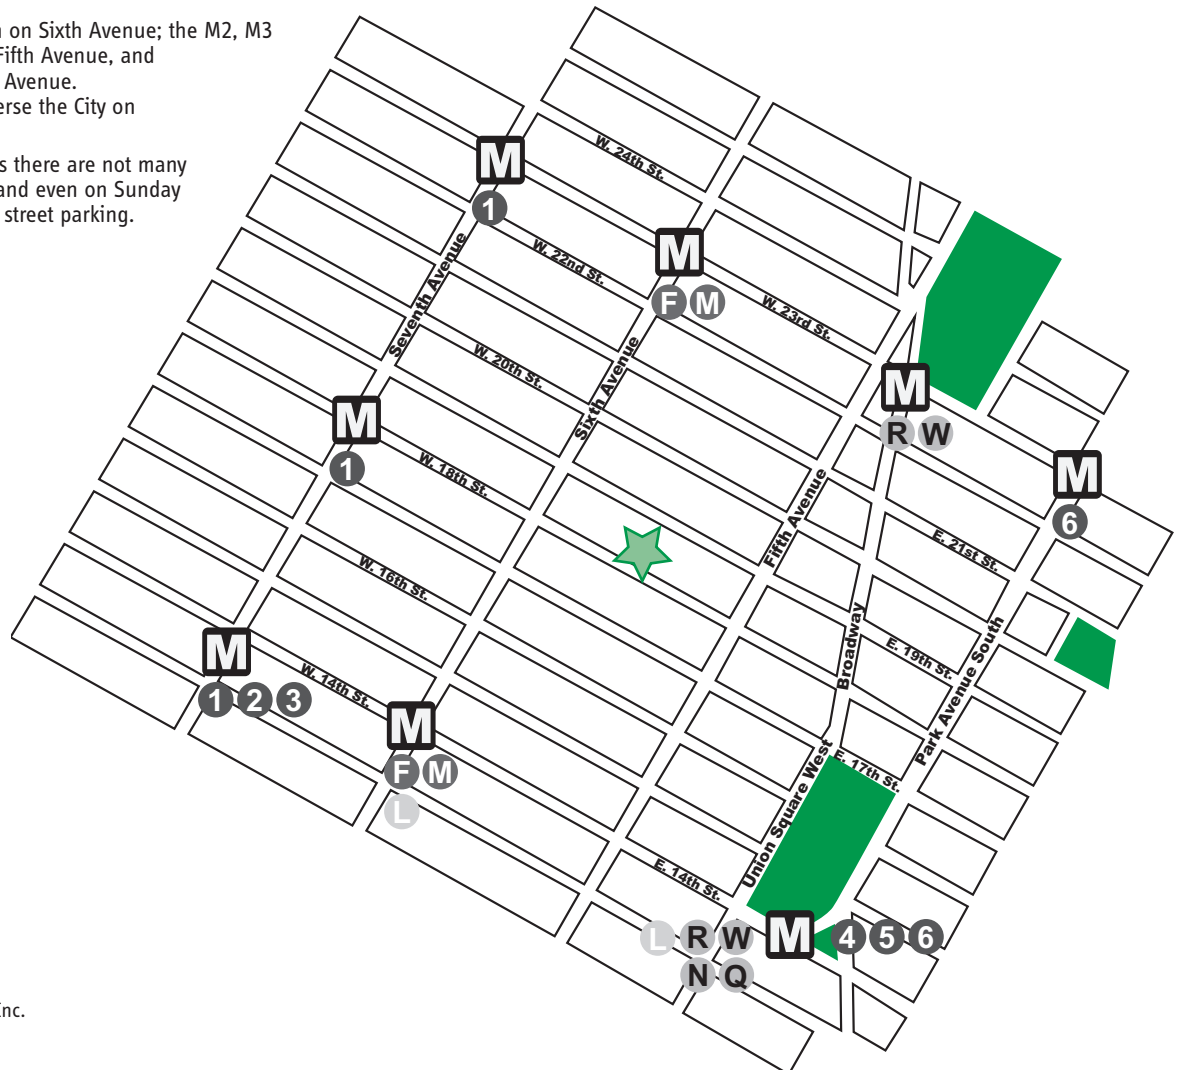 on Sixth Avenue; the M2, M3
Fifth Avenue, and
Avenue.
erse the City on
s there are not many
and even on Sunday
street parking.
W. 24th St.
M
1
W. 22nd St.
M
F M
W. 23rd St.
Seventh Avenue
W. 20th St.
Sixth Avenue
M
R W
M
1
W. 18th St.
M
6
Fifth Avenue
E. 21st St.
W. 16th St.
Broadway
E. 19th St.
Park Avenue South
M
1 2 3
W. 14th St.
M
F M
L
Union Square West
E. 17th St.
E. 14th St.
L R W
M
4 5 6
N Q
nc.